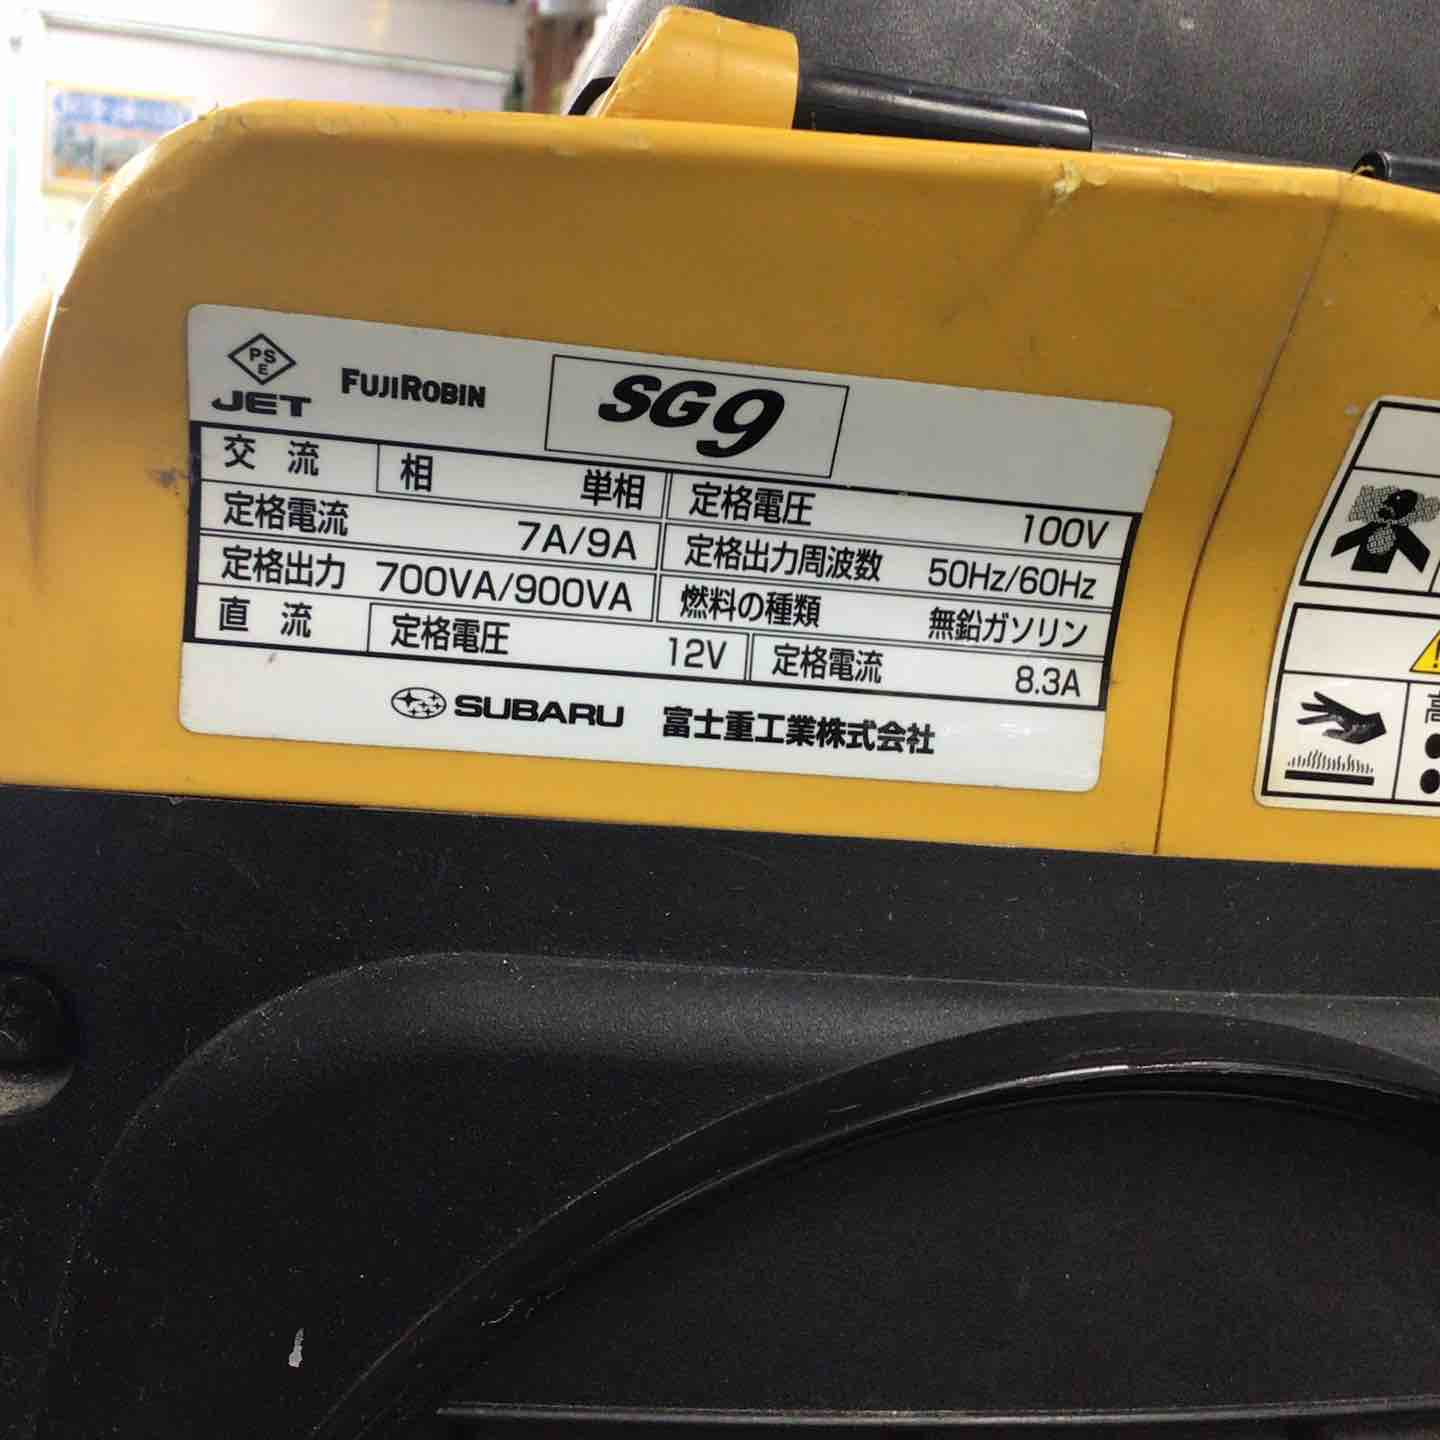 PS
E
JET FUJIROBIN SG9
交流 相 単相 定格電圧 100V
定格電流 7A/9A 定格出力周波数 50Hz/60Hz
定格出力 700VA/900VA 燃料の種類 無鉛ガソリン
直流 定格電圧 12V 定格電流 8.3A
SUBARU 富士重工業株式会社
高